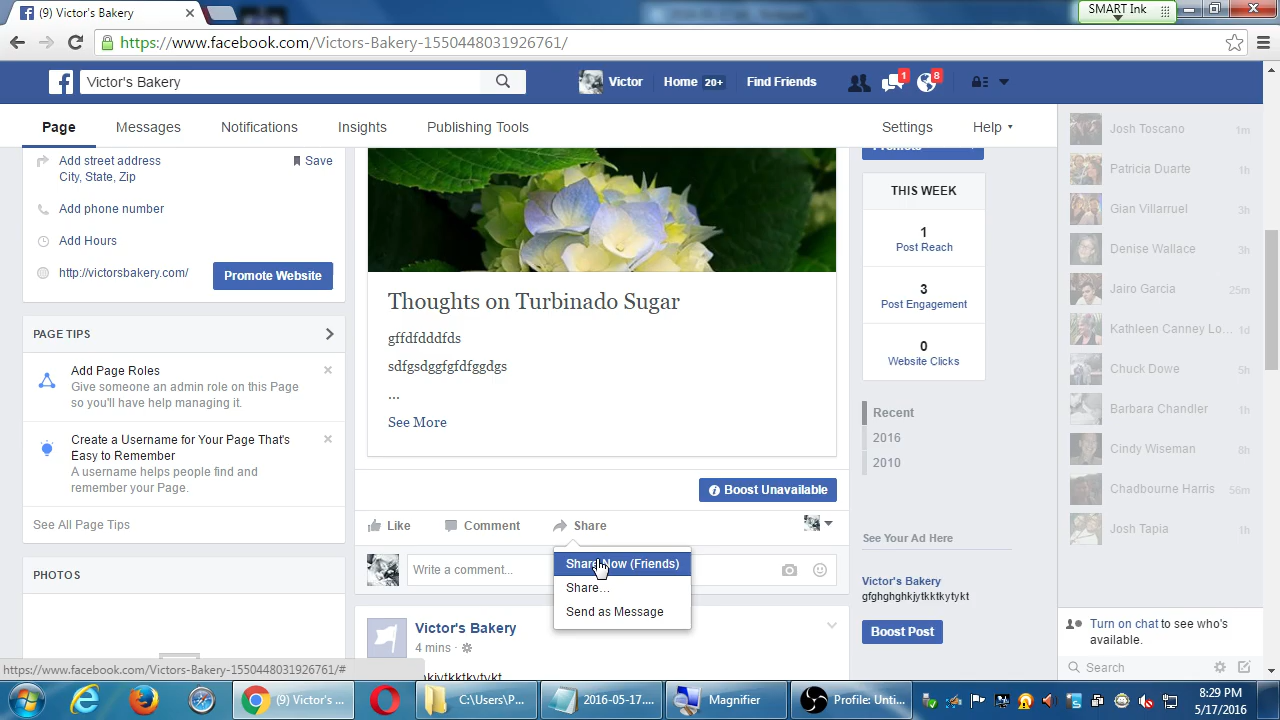 (9) Victor's Bakery
SMART Ink
https://www.facebook.com/Victors-Bakery-1550448031926761/
Victor's Bakery
Victor
Home 20+
Find Friends
1
8
Page
Messages
Notifications
Insights
Publishing Tools
Settings
Help
Add street address
City, State, Zip
Save
Add phone number
Add Hours
http://victorsbakery.com/
Promote Website
PAGE TIPS
Add Page Roles
Give someone an admin role on this Page
so you'll have help managing it.
Create a Username for Your Page That's
Easy to Remember
A username helps people find and
remember your Page.
See All Page Tips
PHOTOS
Thoughts on Turbinado Sugar
gffdfdddfds
sdfgsdggfgfdfggdgs
...
See More
Boost Unavailable
Like
Comment
Share
Write a comment...
Share Now (Friends)
Share...
Send as Message
Victor's Bakery
4 mins
THIS WEEK
1
Post Reach
3
Post Engagement
0
Website Clicks
Recent
2016
2010
See Your Ad Here
Victor's Bakery
gfghghghkjytkktkytykt
Boost Post
Josh Toscano 1m
Patricia Duarte 1h
Gian Villarruel 3h
Denise Wallace 3h
Jairo Garcia 25m
Kathleen Canney Lo... 1d
Chuck Dowe 5h
Barbara Chandler 1h
Cindy Wiseman 8h
Chadbourne Harris 56m
Josh Tapia 1h
Turn on chat to see who's
available.
Search
https://www.facebook.com/Victors-Bakery-1550448031926761/#
(9) Victor's ...
C:\Users\P...
2016-05-17....
Magnifier
Profile: Unti...
8:29 PM
5/17/2016